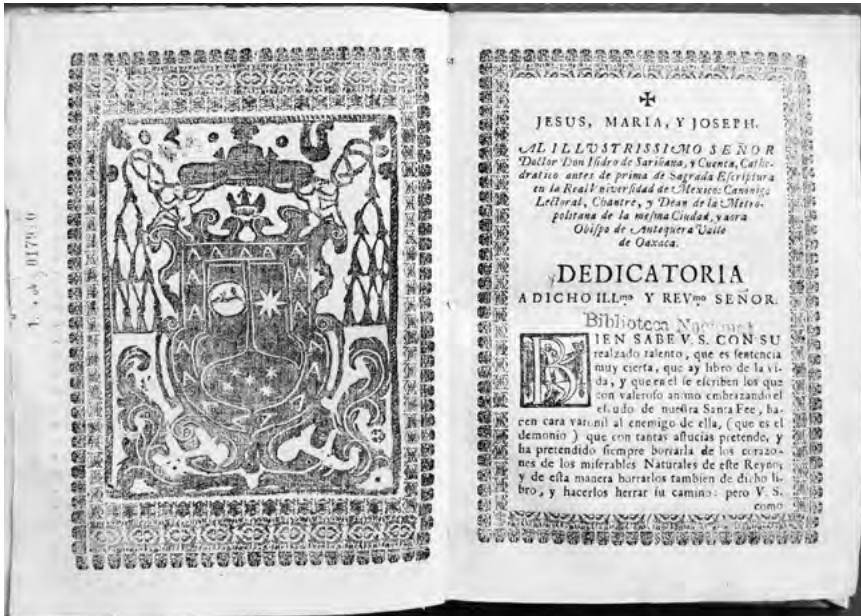 ✠
JESUS, MARIA, Y JOSEPH.
AL ILLVSTRISSIMO SEÑOR
Doctor Don Isidro de Sariñana, y Cuenca, Cathe-
dratico antes de prima de Sagrada Escriptura
en la Real Vniversidad de Mexico: Canonigo
Lectoral, Chantre, y Dean de la Metro-
politana de la mesma Ciudad, y aora
Obispo de Antequera Valle
de Oaxaca.
DEDICATORIA
A DICHO ILLmo Y REVmo SEÑOR.
Biblioteca Nacional
BIEN SABE V. S. CON SU
realzado talento, que es sentencia
muy cierta, que ay libro de la vi-
da, y que en el se escriben los que
con valeroso animo embrazando el
escudo de nuestra Santa Fee, ha-
cen cara varonil al enemigo de ella, (que es el
demonio ) que con tantas astucias pretende, y
ha pretendido siempre borrarla de los corazo-
nes de los miserables Naturales de este Reyno,
y de esta manera borrarlos tambien de dicho li-
bro, y hacerlos herrar su camino: pero V. S.
como